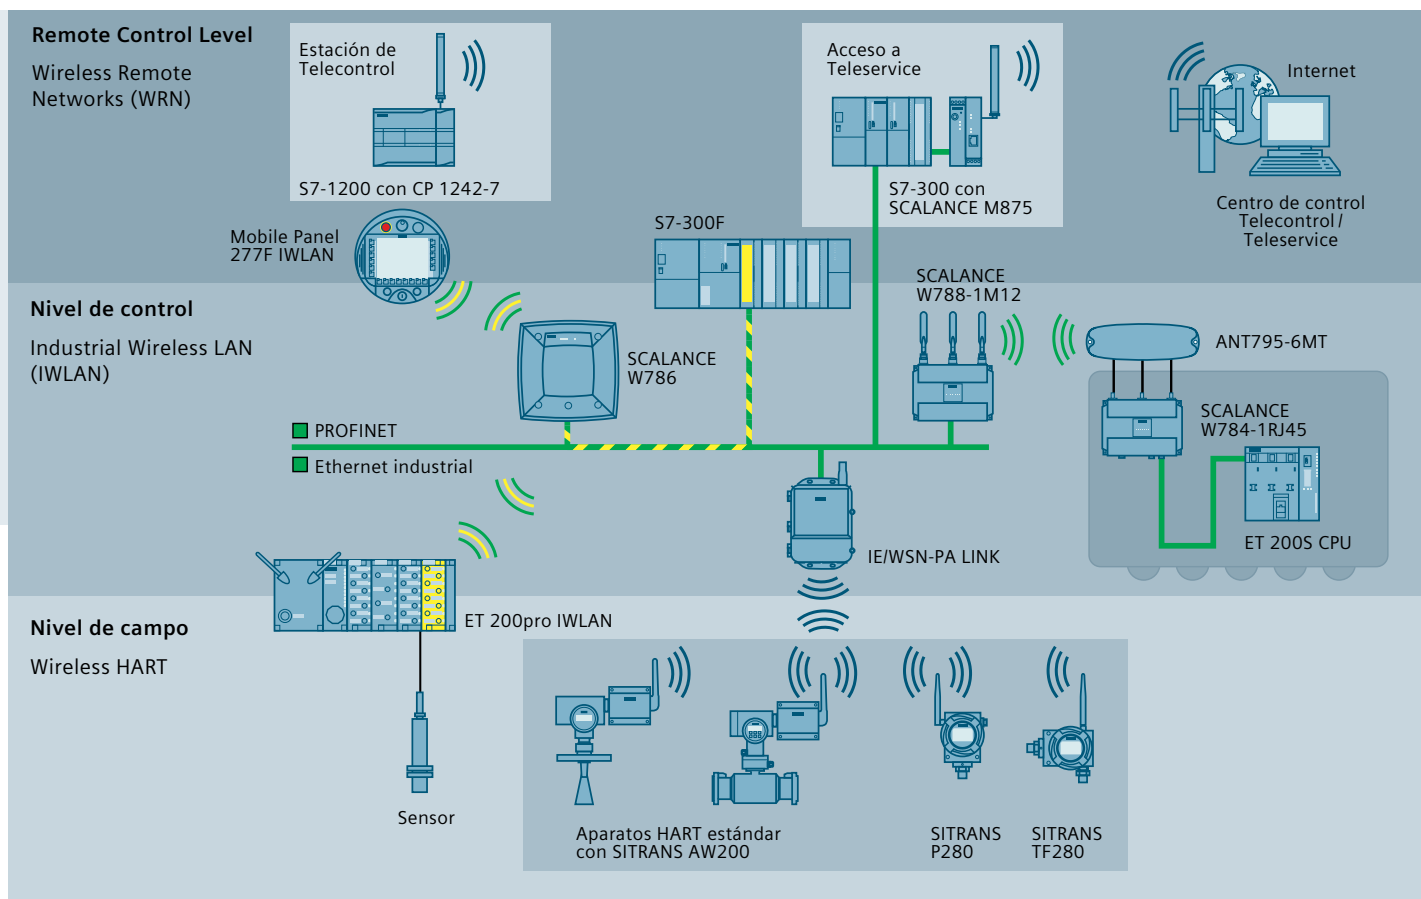 Remote Control Level
Wireless Remote
Networks (WRN)
Estación de
Telecontrol
S7-1200 con CP 1242-7
Acceso a
Teleservice
S7-300 con
SCALANCE M875
Internet
Centro de control
Telecontrol /
Teleservice
Mobile Panel
277F IWLAN
S7-300F
Nivel de control
Industrial Wireless LAN
(IWLAN)
SCALANCE
W786
SCALANCE
W788-1M12
ANT795-6MT
SCALANCE
W784-1RJ45
ET 200S CPU
PROFINET
Ethernet industrial
IE/WSN-PA LINK
ET 200pro IWLAN
Nivel de campo
Wireless HART
Sensor
Aparatos HART estándar
con SITRANS AW200
SITRANS
P280
SITRANS
TF280